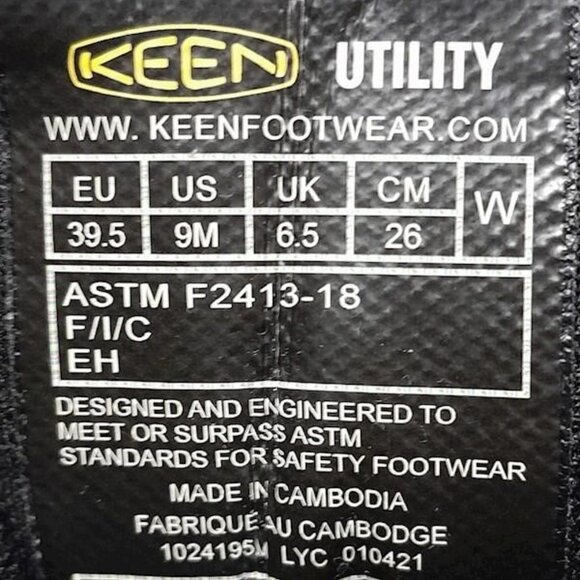 KEEN UTILITY
WWW. KEENFOOTWEAR.COM
EU US UK CM W
39.5 9M 6.5 26
ASTM F2413-18
F/I/C
EH
DESIGNED AND ENGINEERED TO
MEET OR SURPASS ASTM
STANDARDS FOR SAFETY FOOTWEAR
MADE IN CAMBODIA
FABRIQUÉ AU CAMBODGE
1024195M LYC 010421